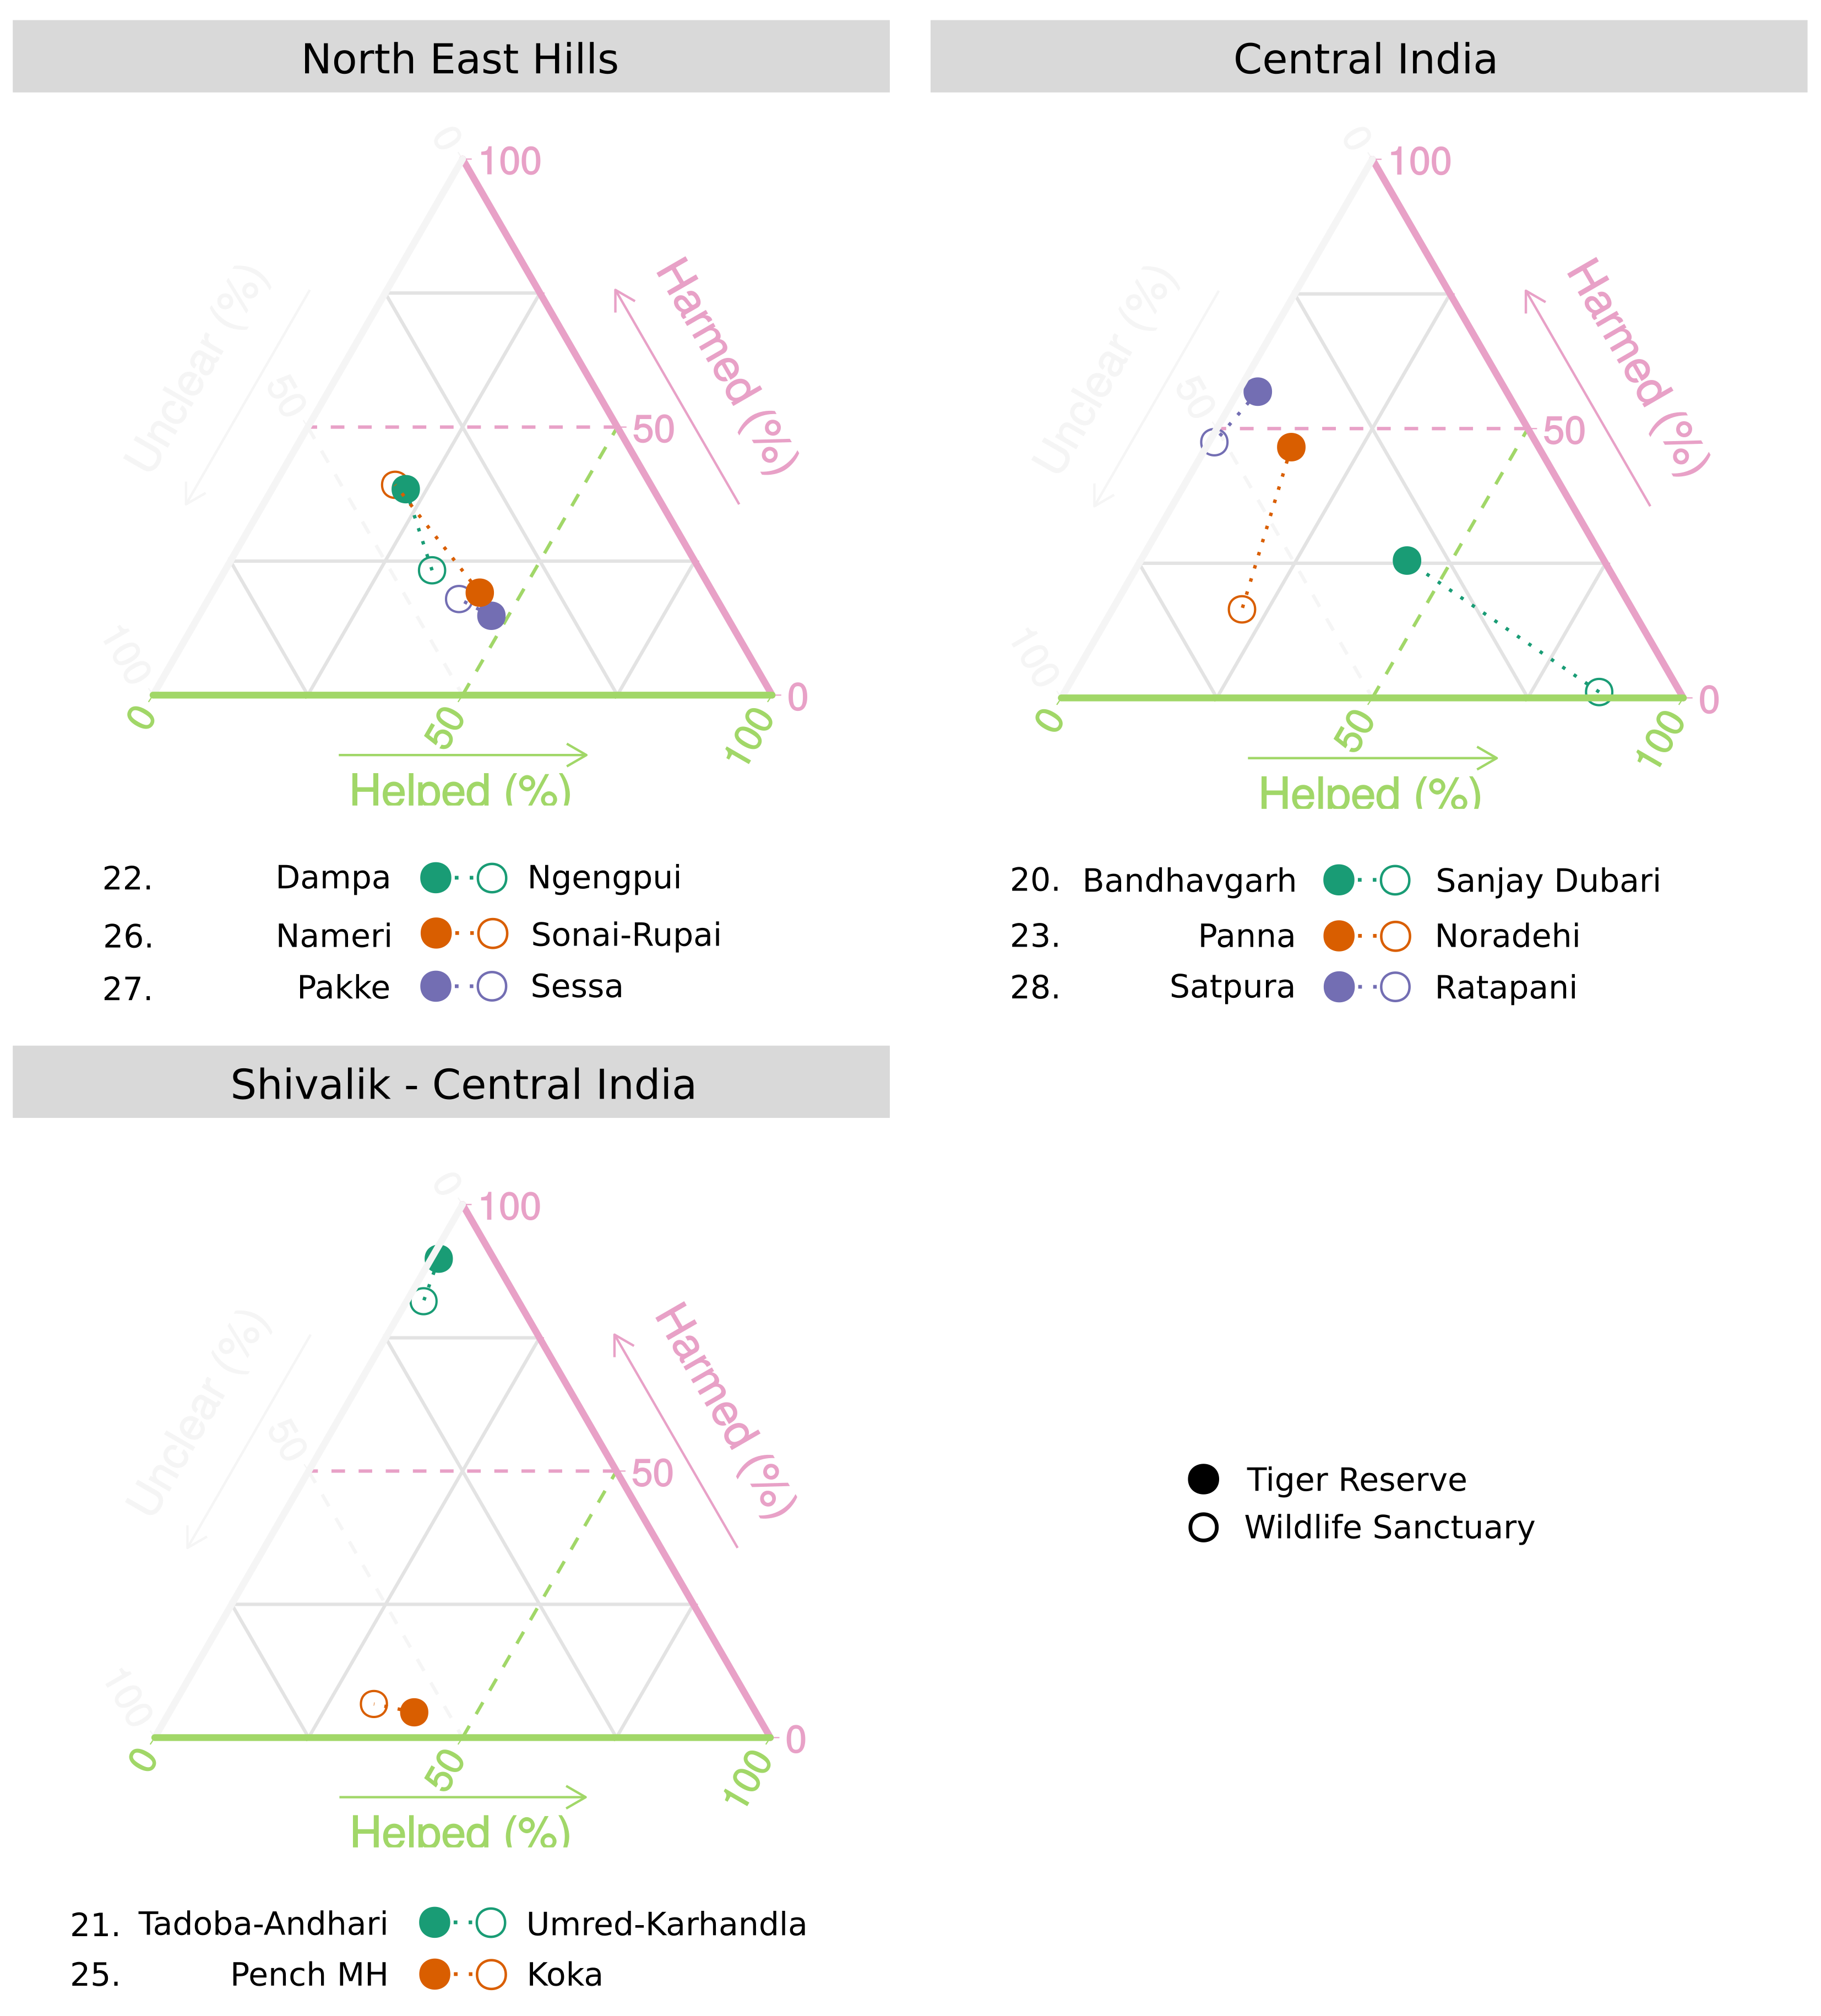 North East Hills
0
100
Harmed (%)
Unclear (%)
50
50
100
0
0
50
100
Helped (%)
22. Dampa Ngengpui
26. Nameri Sonai-Rupai
27. Pakke Sessa
Central India
0
100
Harmed (%)
Unclear (%)
50
50
100
0
0
50
100
Helped (%)
20. Bandhavgarh Sanjay Dubari
23. Panna Noradehi
28. Satpura Ratapani
Shivalik - Central India
0
100
Harmed (%)
Unclear (%)
50
50
100
0
0
50
100
Helped (%)
21. Tadoba-Andhari Umred-Karhandla
25. Pench MH Koka
Tiger Reserve
Wildlife Sanctuary